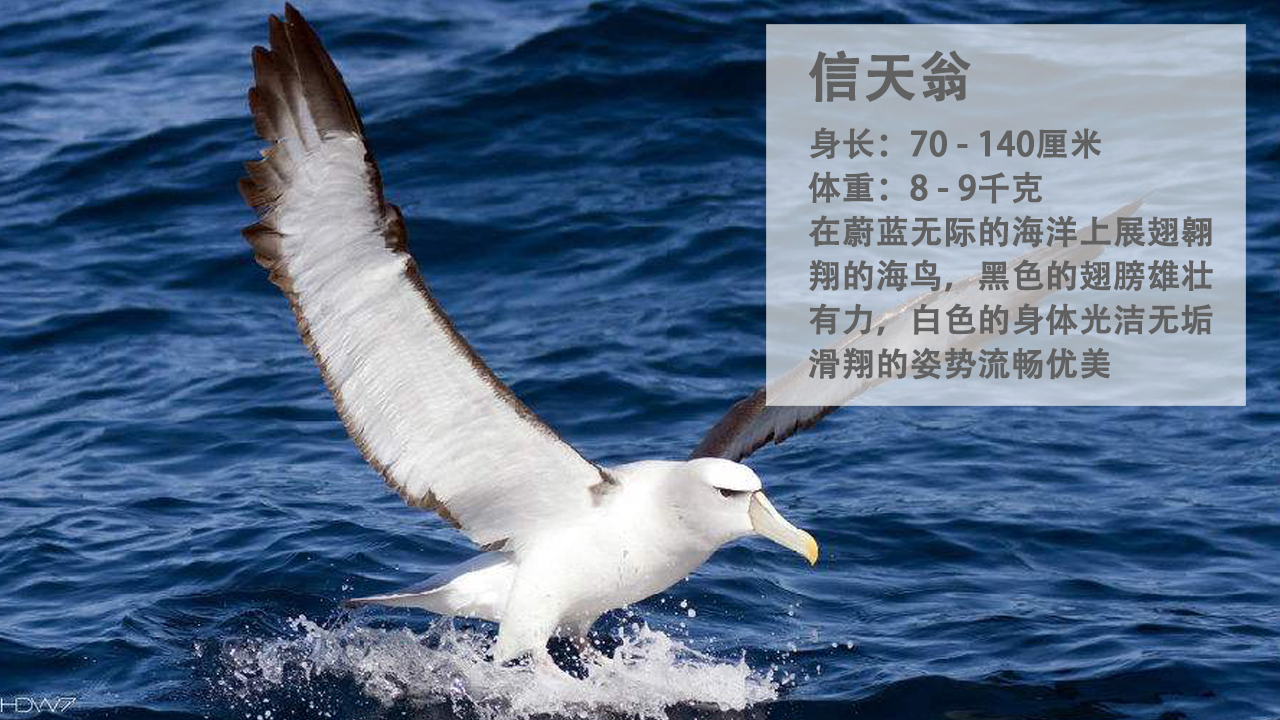 信天翁
身长：70 - 140厘米
体重：8 - 9千克
在蔚蓝无际的海洋上展翅翱
翔的海鸟，黑色的翅膀雄壮
有力，白色的身体光洁无垢
滑翔的姿势流畅优美
HDW7